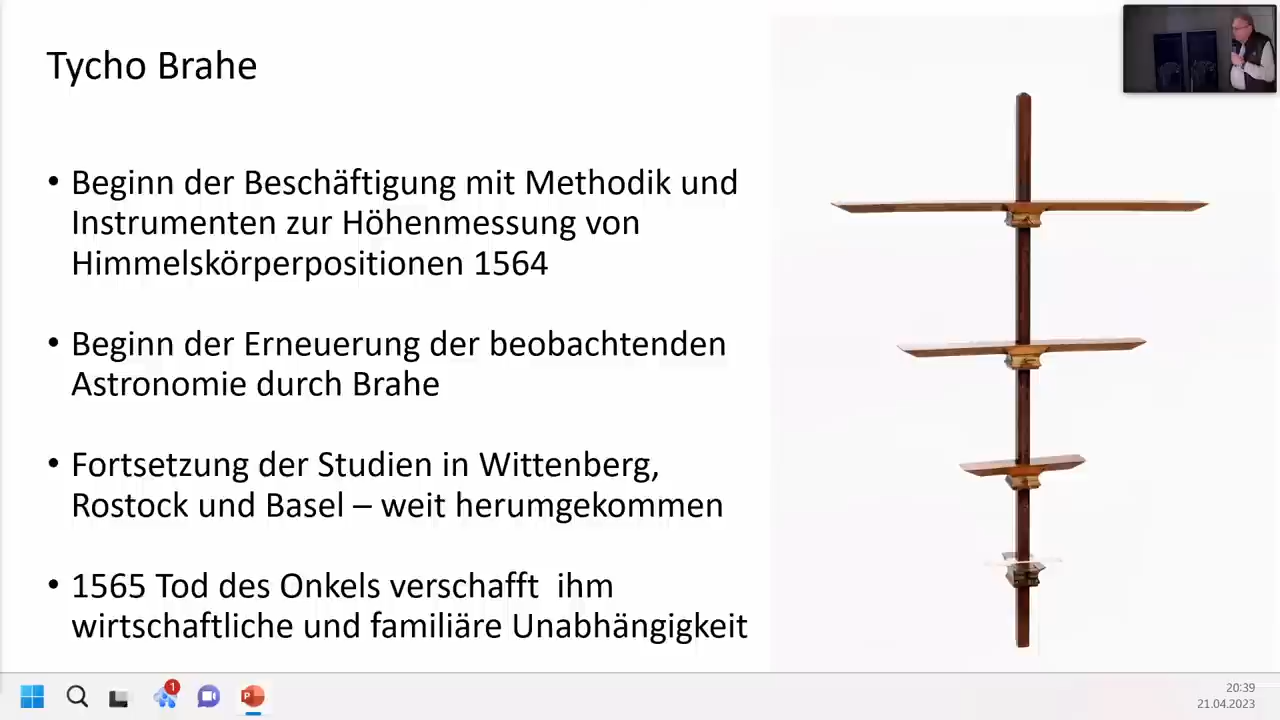 Tycho Brahe
• Beginn der Beschäftigung mit Methodik und
Instrumenten zur Höhenmessung von
Himmelskörperpositionen 1564
• Beginn der Erneuerung der beobachtenden
Astronomie durch Brahe
• Fortsetzung der Studien in Wittenberg,
Rostock und Basel – weit herumgekommen
• 1565 Tod des Onkels verschafft  ihm
wirtschaftliche und familiäre Unabhängigkeit
1
P
20:39
21.04.2023